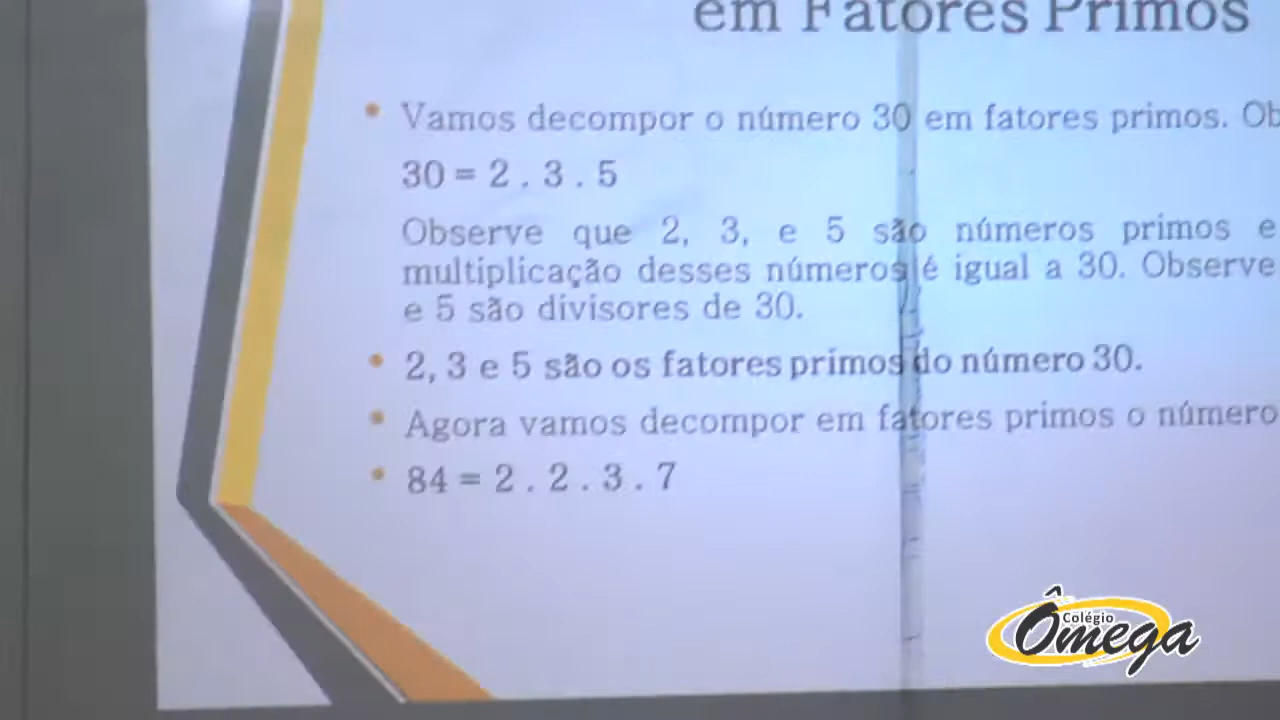 em Fatores Primos
Vamos decompor o número 30 em fatores primos. Ob
30 = 2 . 3 . 5
Observe que 2, 3, e 5 são números primos e
multiplicação desses números é igual a 30. Observe
e 5 são divisores de 30.
2, 3 e 5 são os fatores primos do número 30.
Agora vamos decompor em fatores primos o número
84 = 2 . 2 . 3 . 7
Colégio
Ômega